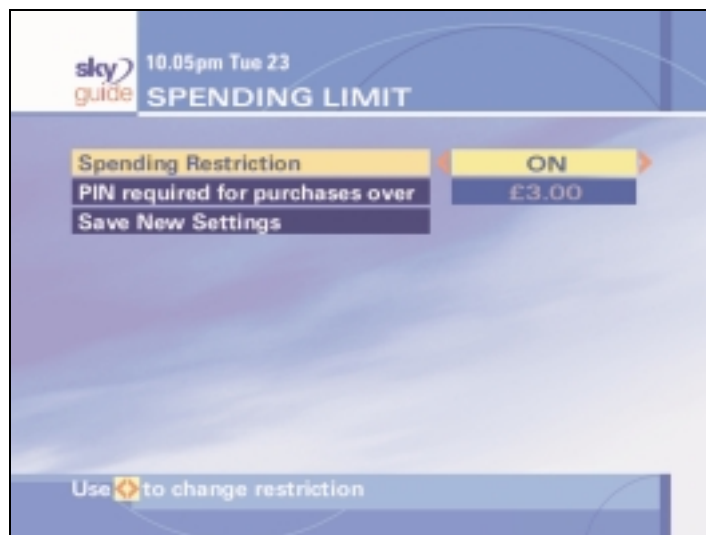 sky 10.05pm Tue 23
guide SPENDING LIMIT
Spending Restriction ON
PIN required for purchases over £3.00
Save New Settings
Use to change restriction